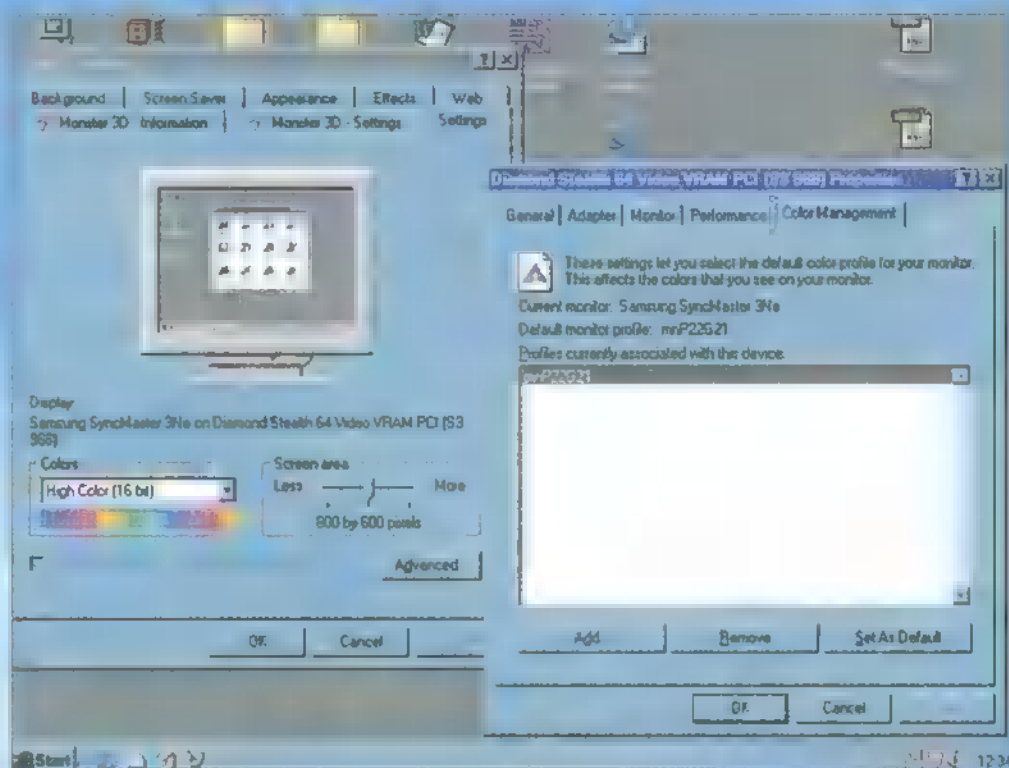 Background Screen Saver Appearance Effects Web
Monster 3D - Information Monster 3D - Settings Settings
Display
Samsung SyncMaster 3Ne on Diamond Stealth 64 Video VRAM PCI (S3
968)
Colors
High Color (16 bit)
Screen area
Less More
800 by 600 pixels
Advanced
OK Cancel
Diamond Stealth 64 Video VRAM PCI (S3 968) Properties
General Adapter Monitor Performance Color Management
These settings let you select the default color profile for your monitor.
This affects the colors that you see on your monitor.
Current monitor: Samsung SyncMaster 3Ne
Default monitor profile: mnP22G21
Profiles currently associated with this device:
mnP22G21
Add Remove Set As Default
OK Cancel
Start